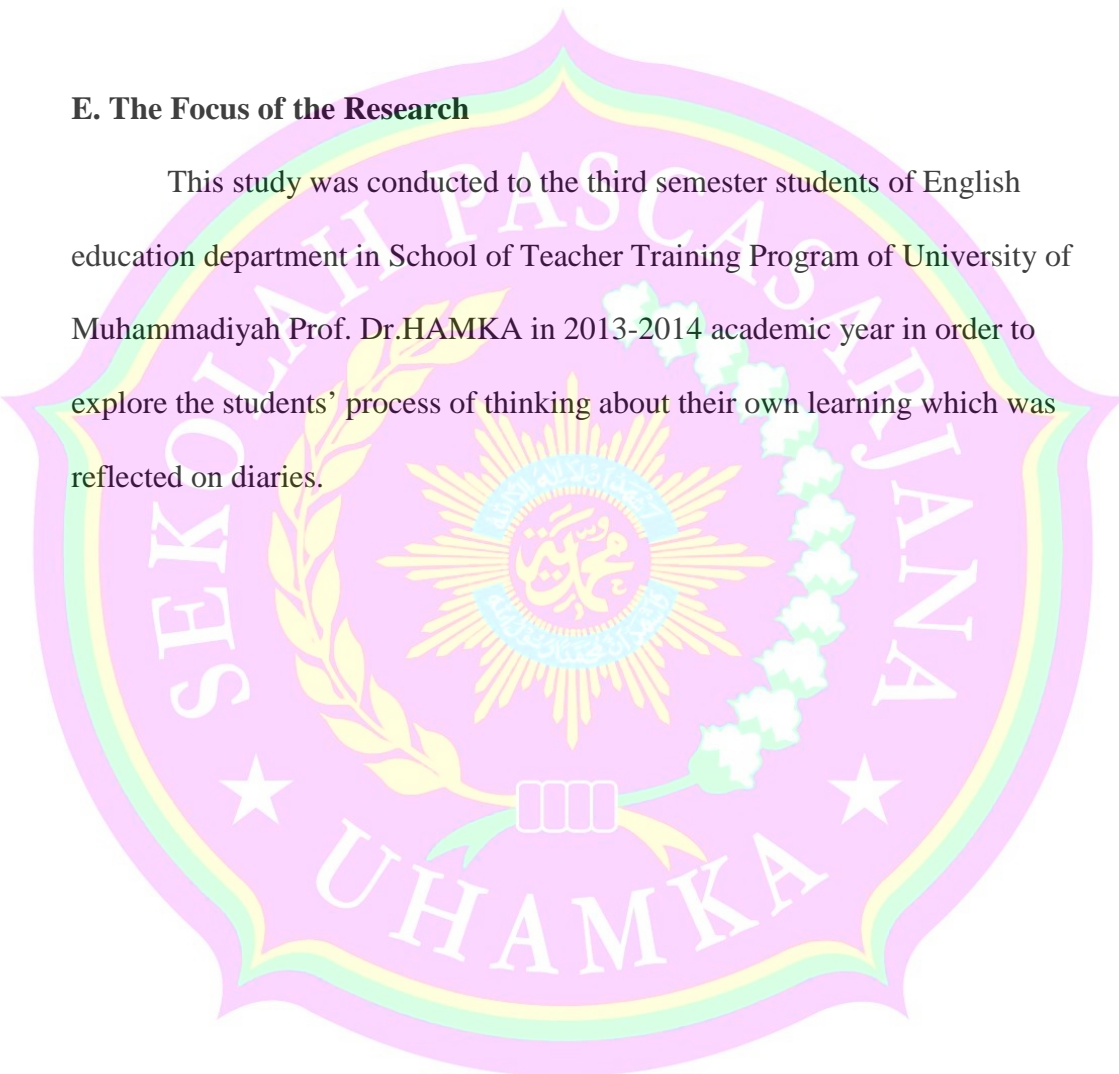 E. The Focus of the Research
This study was conducted to the third semester students of English
education department in School of Teacher Training Program of University of
Muhammadiyah Prof. Dr.HAMKA in 2013-2014 academic year in order to
explore the students’ process of thinking about their own learning which was
reflected on diaries.
SEKOLAH PASCASARJANA
محمدية
UHAMKA